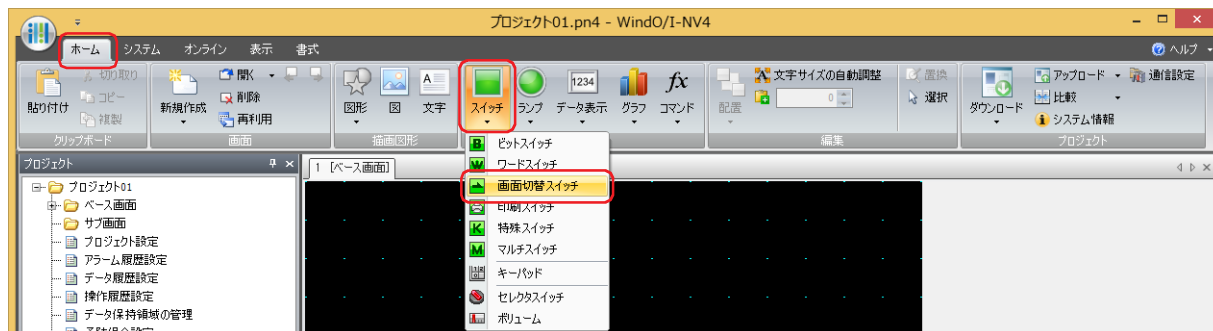 プロジェクト01.pn4 - WindO/I-NV4
ホーム システム オンライン 表示 書式 ヘルプ
貼り付け 切り取り コピー 複製
クリップボード
新規作成 開く 削除 再利用
画面
図形 図 文字
描画図形
スイッチ ランプ 1234 データ表示 グラフ fx コマンド
配置 文字サイズの自動調整 0 置換 選択
編集
ダウンロード アップロード 比較 システム情報 通信設定
プロジェクト
プロジェクト
プロジェクト01
ベース画面
サブ画面
プロジェクト設定
アラーム履歴設定
データ履歴設定
操作履歴設定
データ保持領域の管理
1 [ベース画面]
B ビットスイッチ
W ワードスイッチ
画面切替スイッチ
印刷スイッチ
K 特殊スイッチ
M マルチスイッチ
キーパッド
セレクタスイッチ
ボリューム